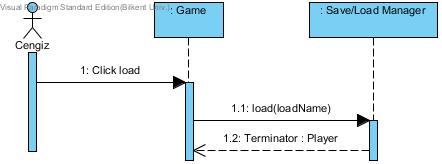 Visual Paradigm Standard Edition(Bilkent Univ.)
: Game
: Save/Load Manager
Cengiz
1: Click load
1.1: load(loadName)
1.2: Terminator : Player